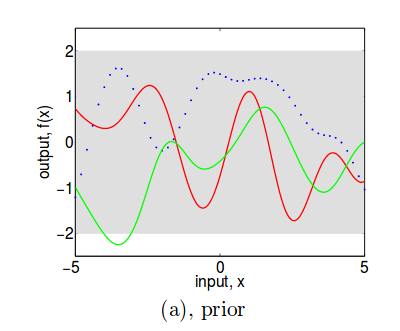 2
1
0
−1
−2
output, f(x)
−5 0 5
input, x
(a), prior